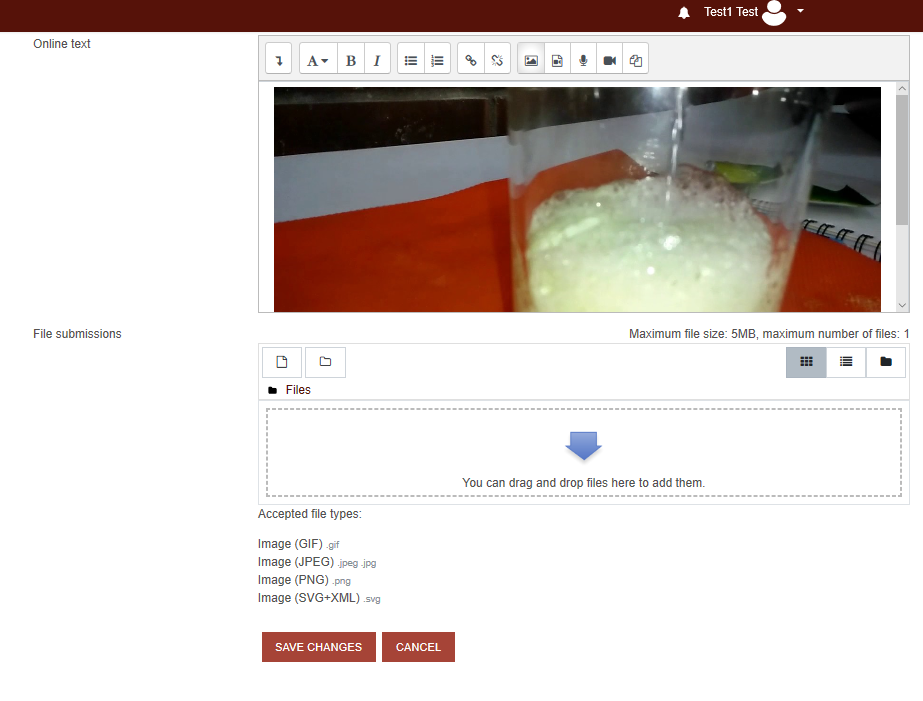 Test1 Test
Online text
A B I
File submissions
Maximum file size: 5MB, maximum number of files: 1
Files
You can drag and drop files here to add them.
Accepted file types:
Image (GIF) .gif
Image (JPEG) .jpeg .jpg
Image (PNG) .png
Image (SVG+XML) .svg
SAVE CHANGES CANCEL